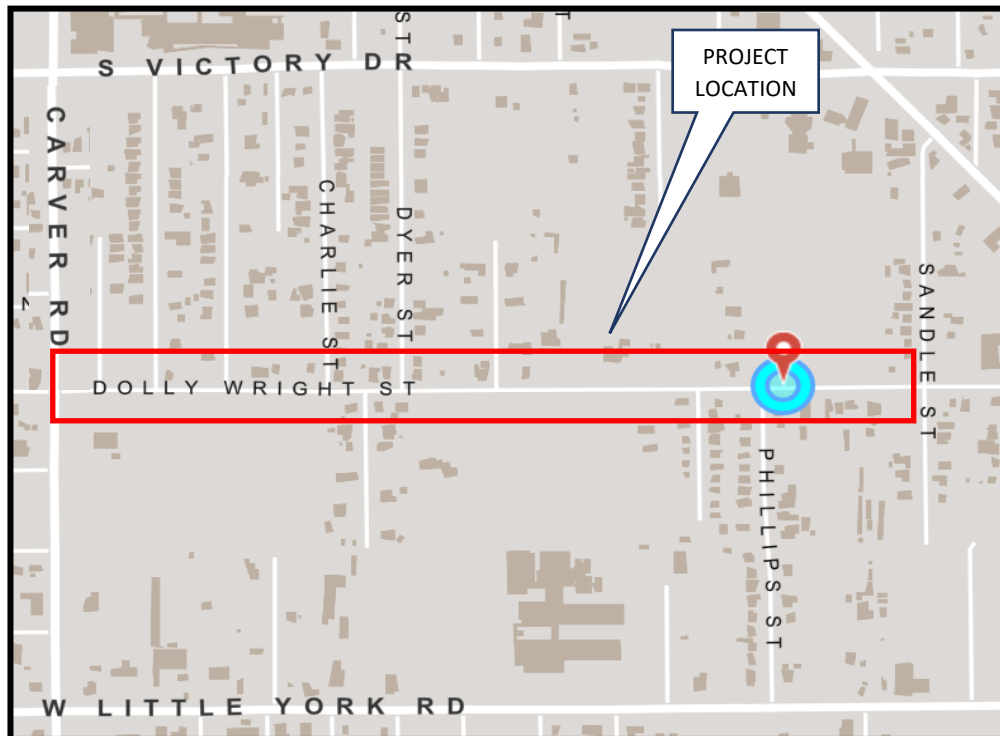 ST
T
S VICTORY DR
PROJECT
LOCATION
CARVER RD
CHARLIE ST
DYER ST
SANDLE ST
DOLLY WRIGHT ST
PHILLIPS ST
W LITTLE YORK RD